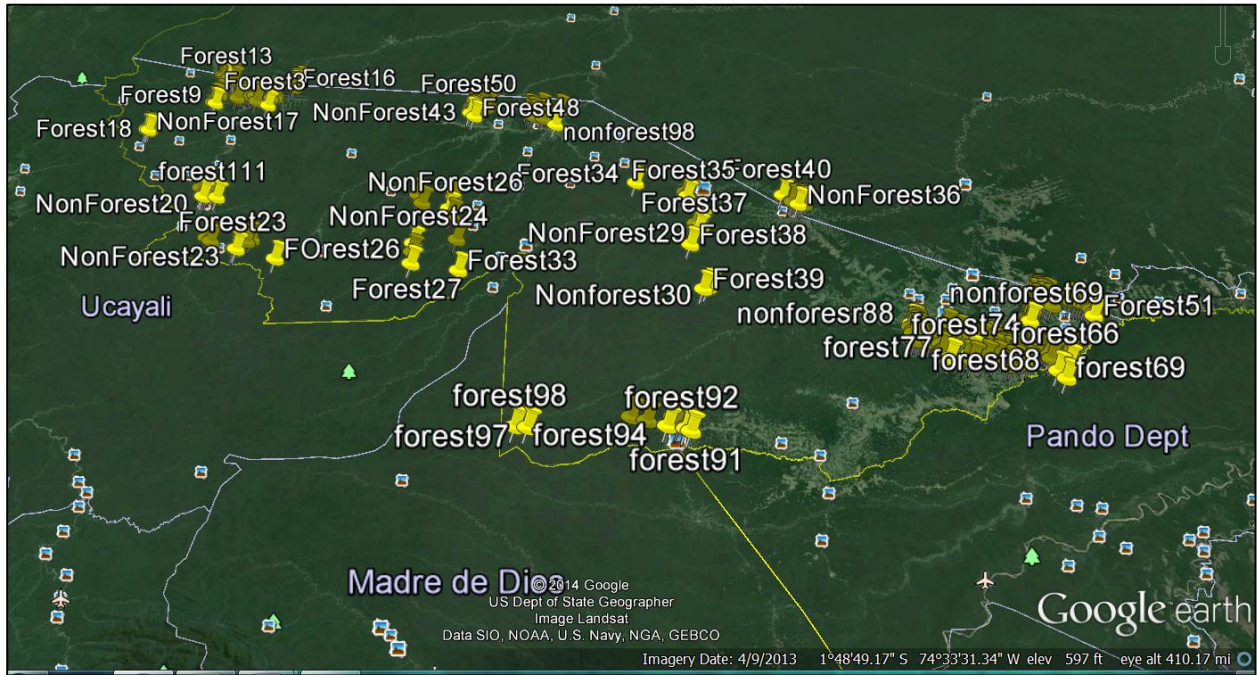 Forest13
Forest3
Forest16
Forest50
Forest9
NonForest43
Forest48
Forest18
NonForest17
nonforest98
forest111
NonForest26
Forest34
Forest35
Forest40
NonForest20
Forest37
NonForest36
Forest23
NonForest24
NonForest29
Forest38
NonForest23
FOrest26
Forest33
Forest27
Nonforest30
Forest39
nonforest69
Forest51
Ucayali
nonforesr88
forest74
forest66
forest77
forest68
forest69
forest98
forest92
forest97
forest94
Pando Dept
forest91
Madre de Dios
© 2014 Google
US Dept of State Geographer
Image Landsat
Data SIO, NOAA, U.S. Navy, NGA, GEBCO
Google earth
Imagery Date: 4/9/2013 1°48'49.17" S 74°33'31.34" W elev 597 ft eye alt 410.17 mi